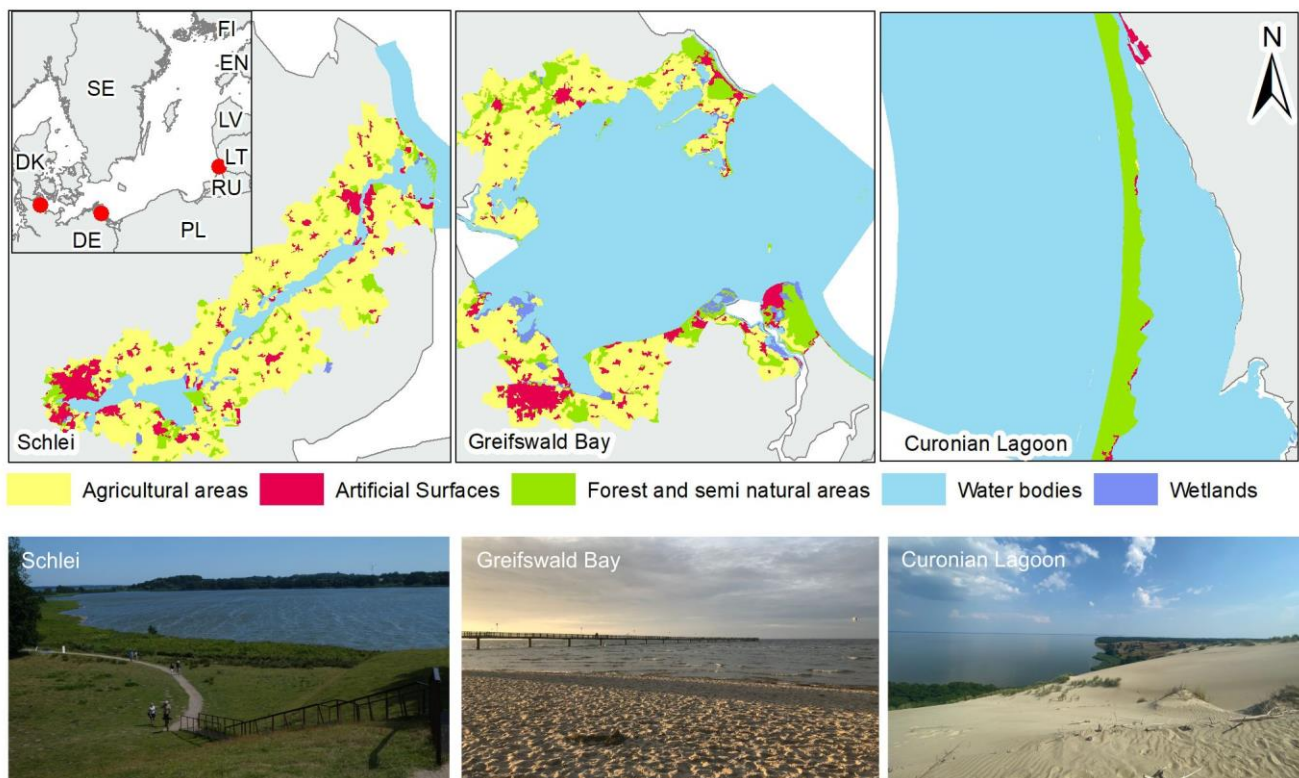 FI
EN
SE
LV
DK
LT
RU
PL
DE
N
Schlei
Greifswald Bay
Curonian Lagoon
Agricultural areas
Artificial Surfaces
Forest and semi natural areas
Water bodies
Wetlands
Schlei
Greifswald Bay
Curonian Lagoon